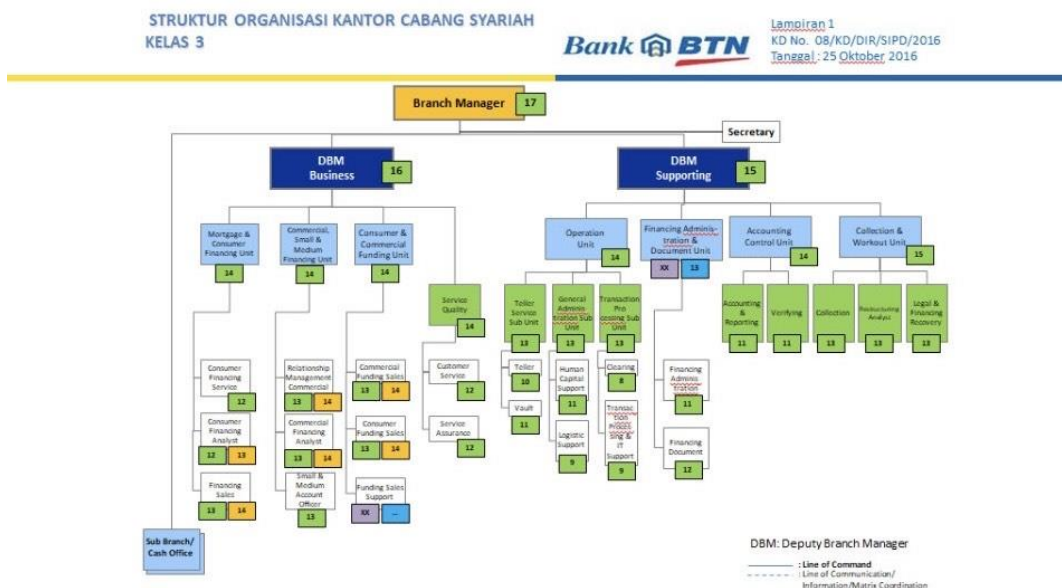 STRUKTUR ORGANISASI KANTOR CABANG SYARIAH
KELAS 3
Bank BTN
Lampiran 1
KD No. 08/KD/DIR/SIPD/2016
Tanggal : 25 Oktober 2016
Branch Manager
17
Secretary
DBM
Business
16
DBM
Supporting
15
Mortgage &
Consumer
Financing Unit
14
Commercial,
Small &
Medium
Financing Unit
14
Consumer &
Commercial
Funding Unit
14
Service
Quality
14
Operation
Unit
14
Financing Adminis-
tration &
Document Unit
XX
13
Accounting
Control Unit
14
Collection &
Workout Unit
15
Teller
Service Sub Unit
13
General
Adminis
tration Sub
Unit
13
Transaction
Pro
cessing Sub
Unit
13
Accounting
&
Reporting
11
Verifying
11
Collection
13
Restructuring
Analyst
13
Legal &
Financing
Recovery
13
Consumer
Financing
Service
12
Consumer
Financing
Analyst
12
13
Financing
Sales
13
14
Relationship
Management
Commercial
13
14
Commercial
Financing
Analyst
13
14
Small &
Medium
Account
Officer
13
Commercial
Funding Sales
13
14
Consumer
Funding Sales
13
14
Funding Sales
Support
XX
...
Customer
Service
12
Service
Assurance
12
Teller
10
Vault
11
Human
Capital
Support
11
Logistic
Support
9
Clearing
8
Transac
tion
Proces
sing &
IT
Support
9
Financing
Adminis
tration
11
Financing
Document
12
Sub Branch/
Cash Office
DBM: Deputy Branch Manager
: Line of Command
: Line of Communication/
Information/Matrix Coordination